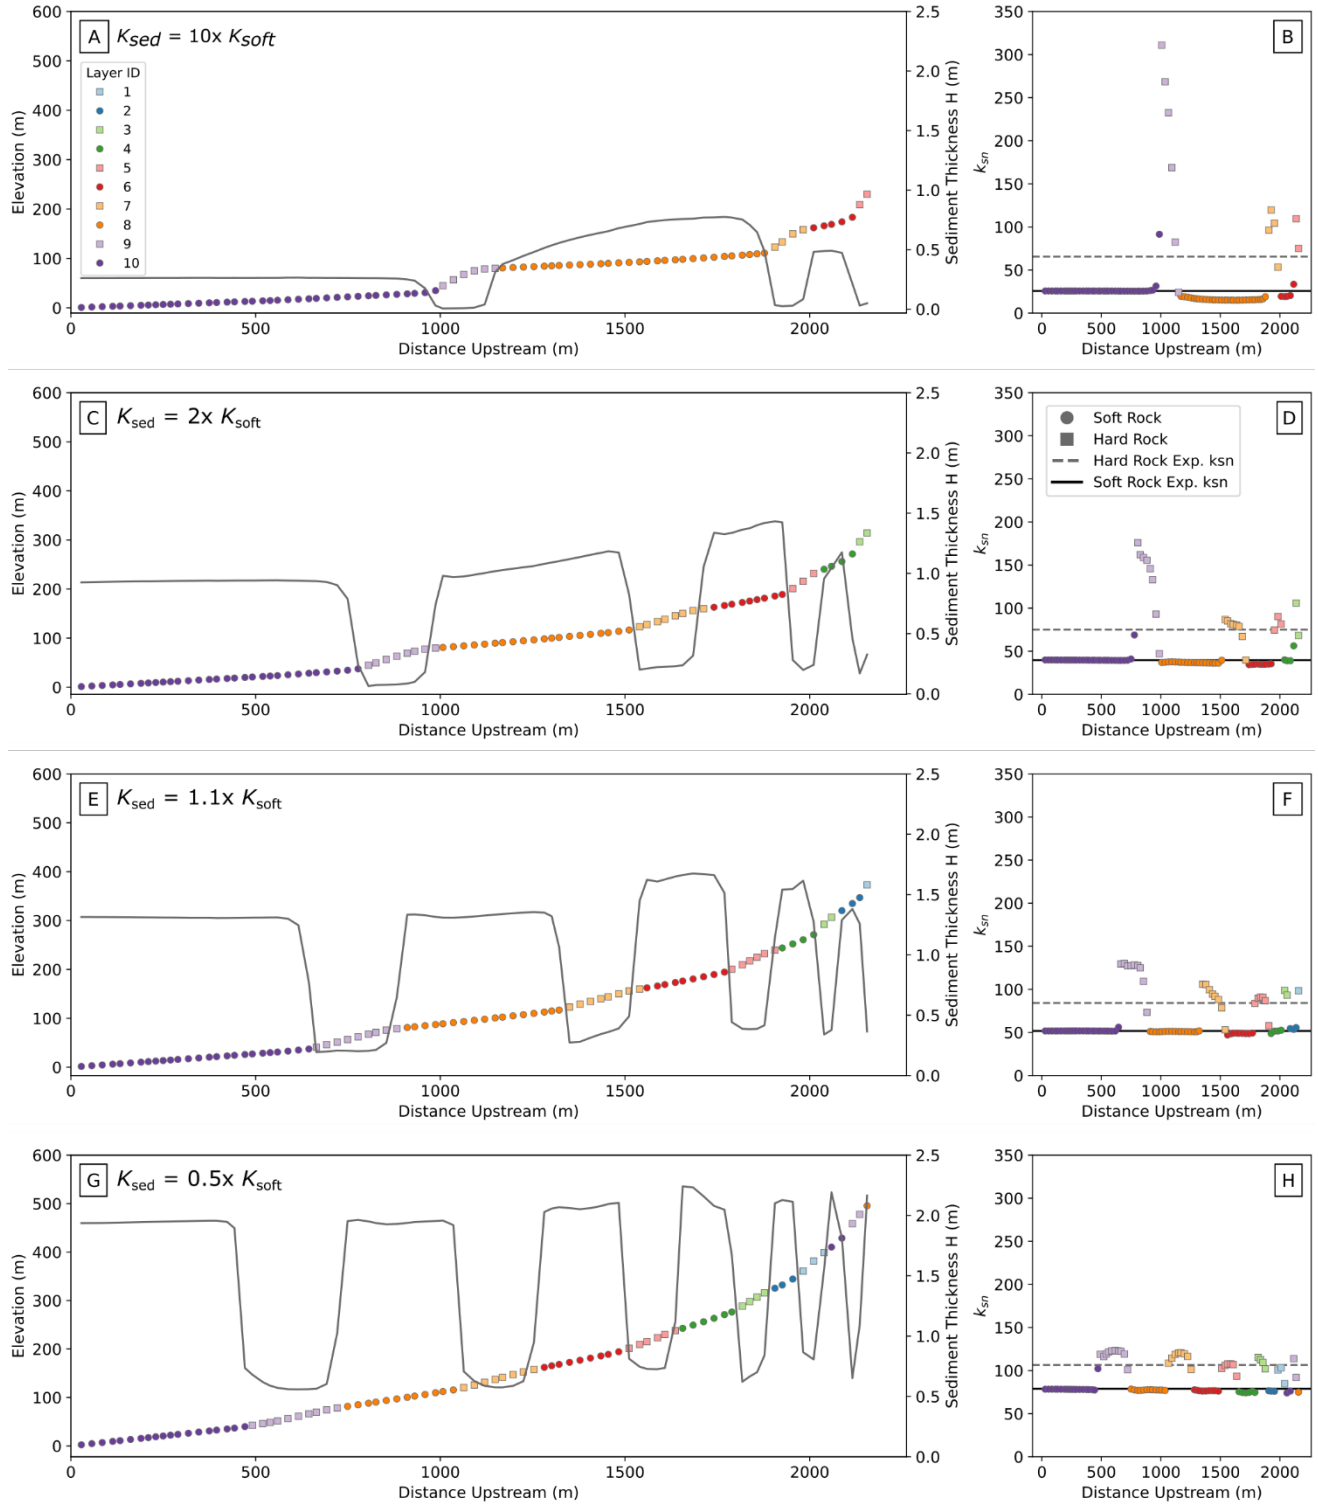 A K_sed = 10x K_soft
Layer ID
1
2
3
4
5
6
7
8
9
10
600
500
400
300
200
100
0
Elevation (m)
0 500 1000 1500 2000
Distance Upstream (m)
2.5
2.0
1.5
1.0
0.5
0.0
Sediment Thickness H (m)
B
350
300
250
200
150
100
50
0
k_sn
0 500 1000 1500 2000
Distance Upstream (m)
C K_sed = 2x K_soft
600
500
400
300
200
100
0
Elevation (m)
0 500 1000 1500 2000
Distance Upstream (m)
2.5
2.0
1.5
1.0
0.5
0.0
Sediment Thickness H (m)
D
Soft Rock
Hard Rock
Hard Rock Exp. ksn
Soft Rock Exp. ksn
350
300
250
200
150
100
50
0
k_sn
0 500 1000 1500 2000
Distance Upstream (m)
E K_sed = 1.1x K_soft
600
500
400
300
200
100
0
Elevation (m)
0 500 1000 1500 2000
Distance Upstream (m)
2.5
2.0
1.5
1.0
0.5
0.0
Sediment Thickness H (m)
F
350
300
250
200
150
100
50
0
k_sn
0 500 1000 1500 2000
Distance Upstream (m)
G K_sed = 0.5x K_soft
600
500
400
300
200
100
0
Elevation (m)
0 500 1000 1500 2000
Distance Upstream (m)
2.5
2.0
1.5
1.0
0.5
0.0
Sediment Thickness H (m)
H
350
300
250
200
150
100
50
0
k_sn
0 500 1000 1500 2000
Distance Upstream (m)